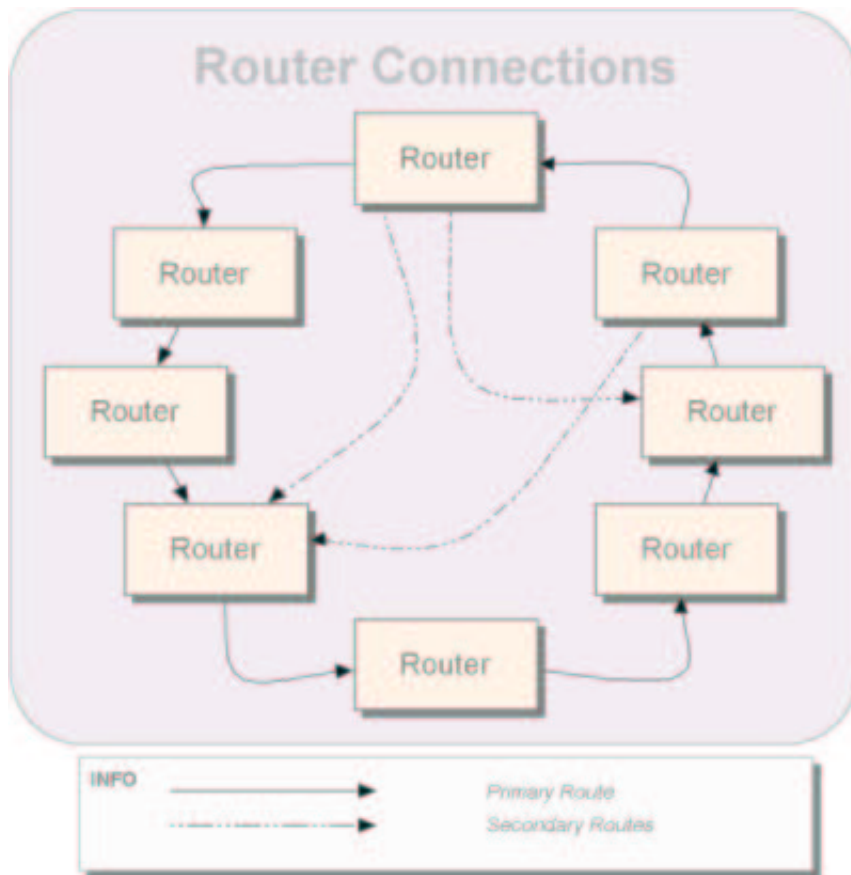 Router Connections
Router
Router
Router
Router
Router
Router
Router
Router
INFO
Primary Route
Secondary Routes